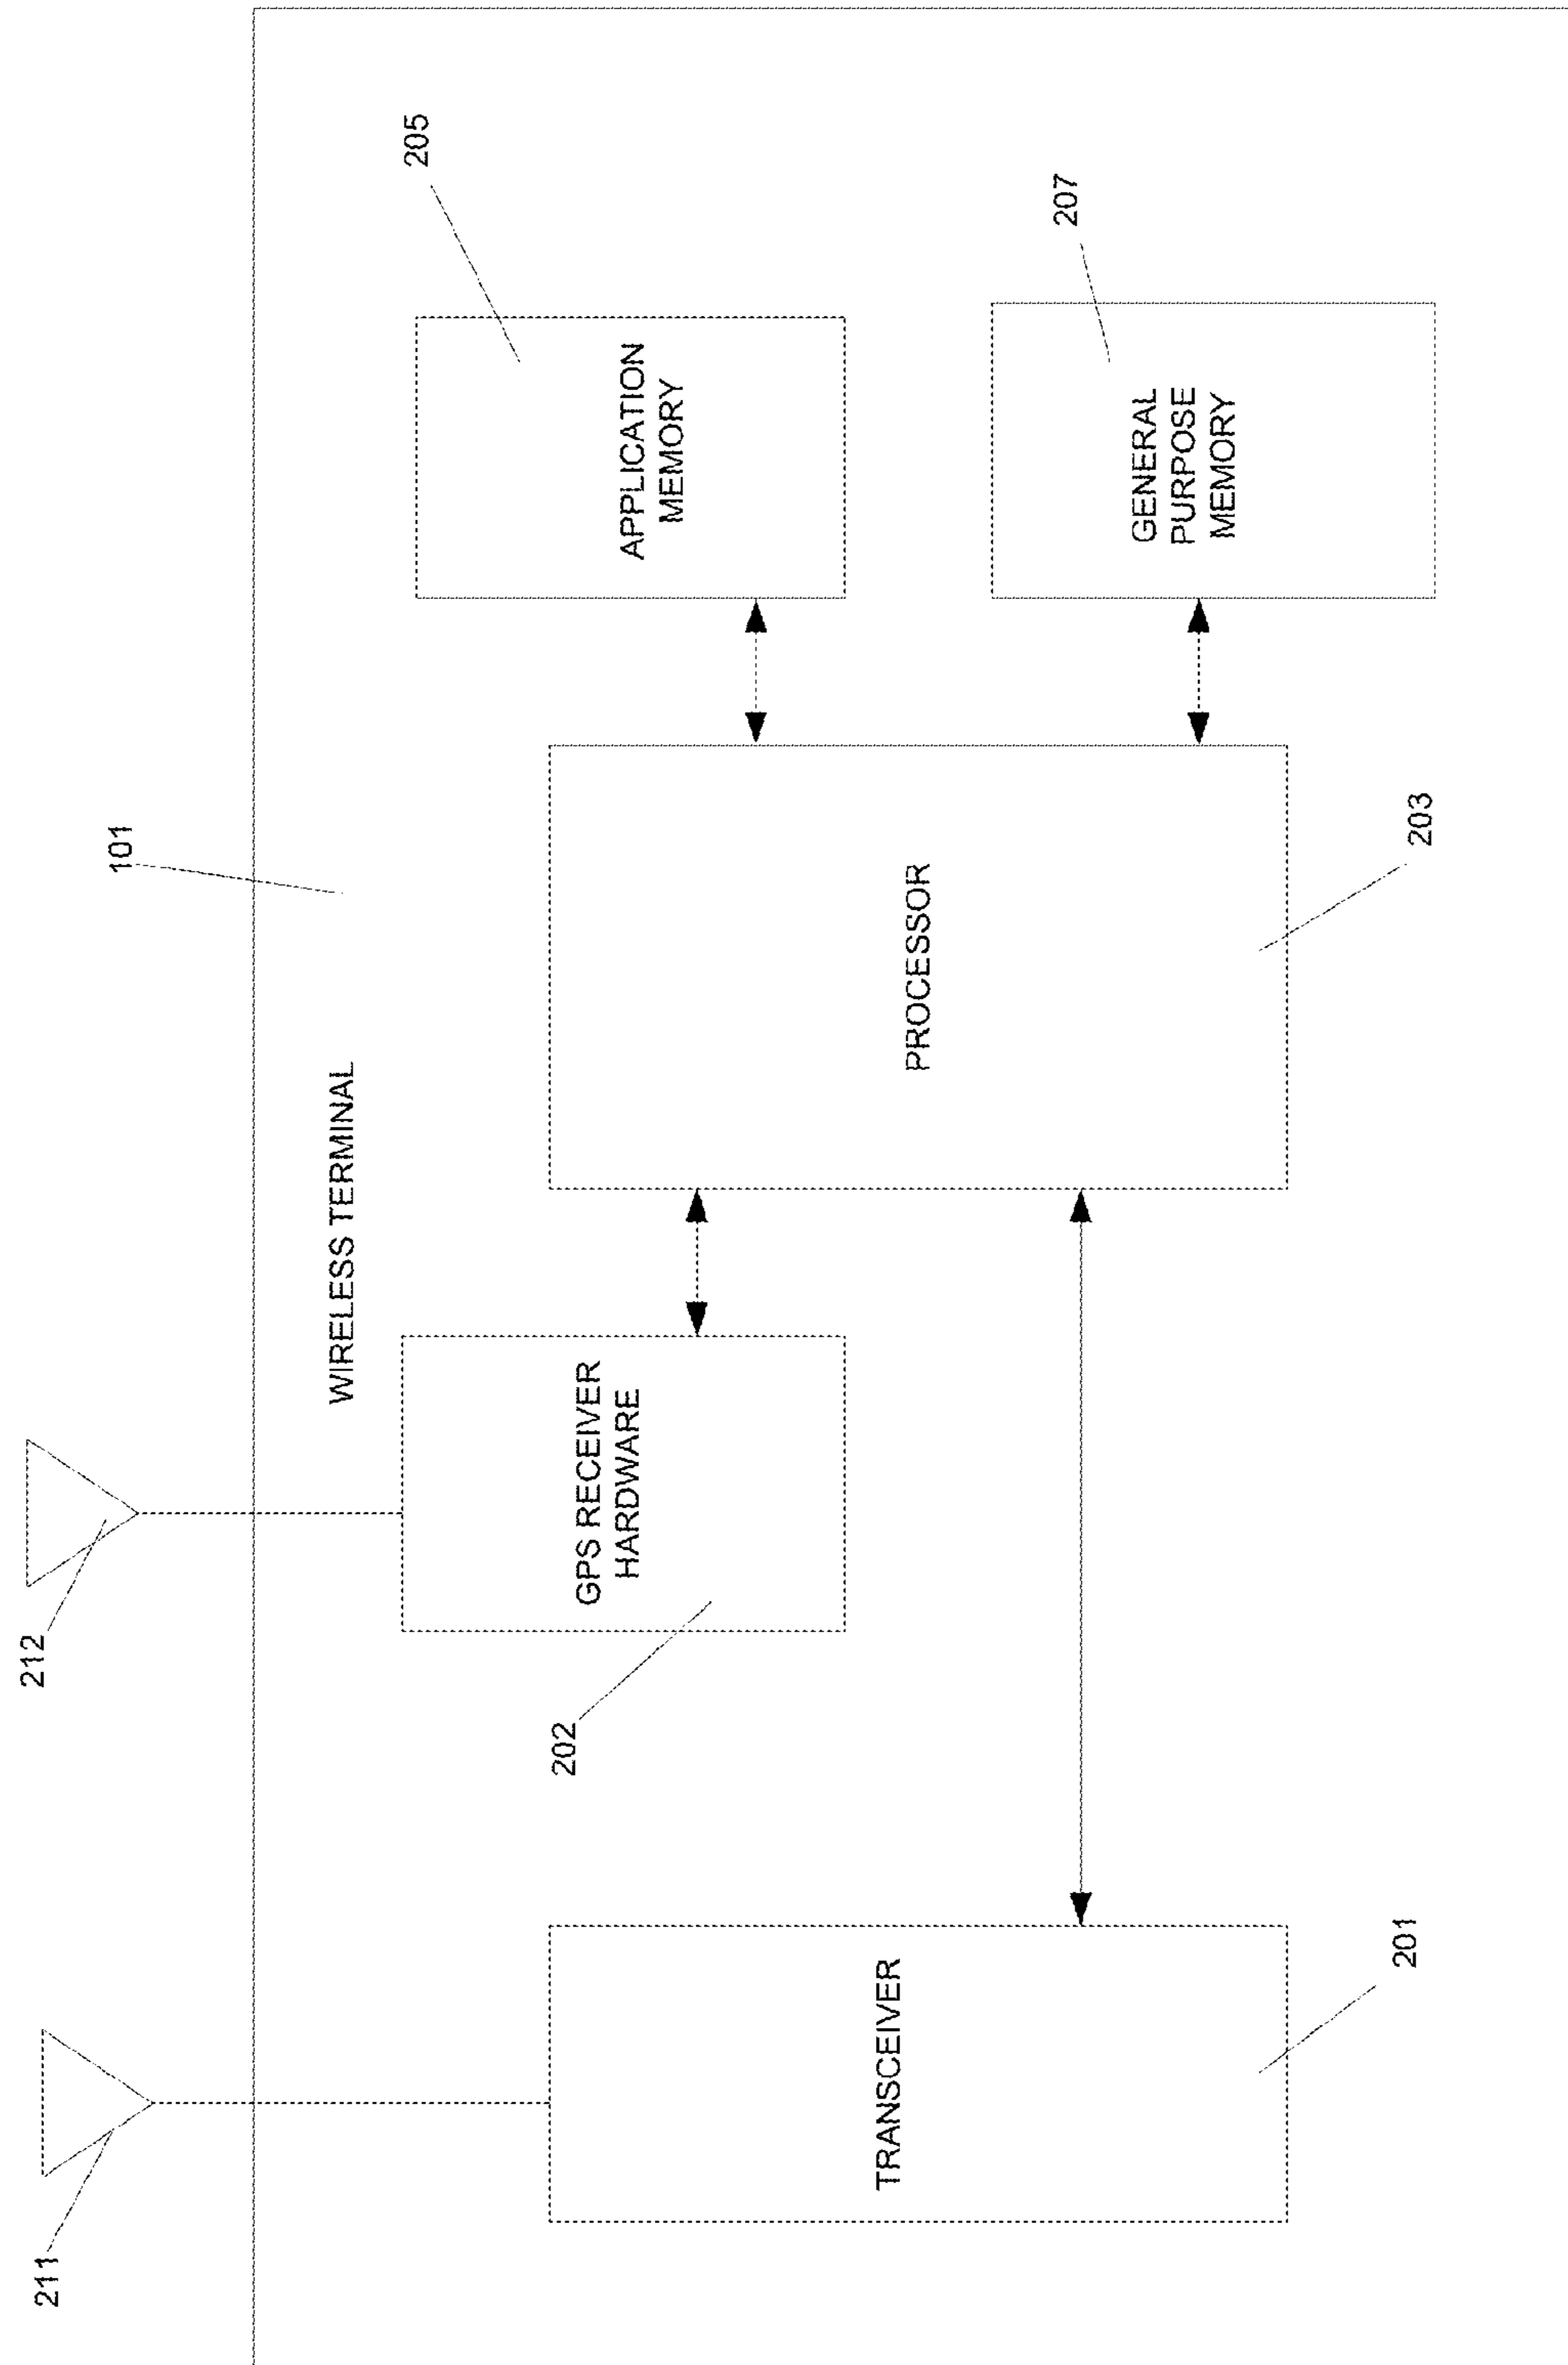 211
212
101
WIRELESS TERMINAL
205
202
GPS RECEIVER
HARDWARE
APPLICATION
MEMORY
TRANSCEIVER
PROCESSOR
207
GENERAL
PURPOSE
MEMORY
201
203